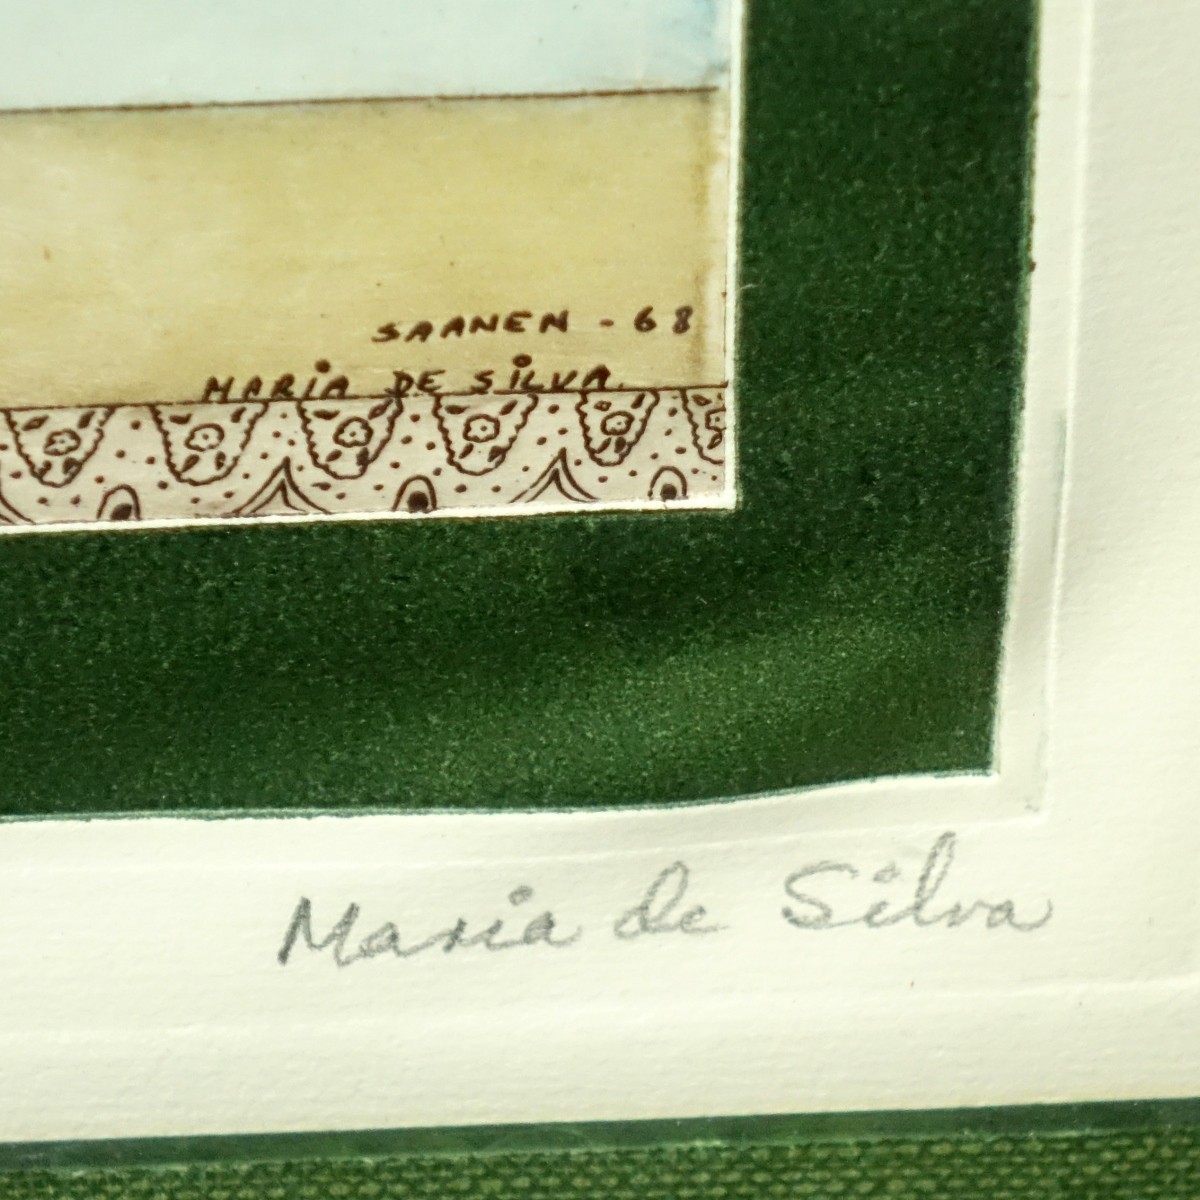 SAANEN - 68
MARIA DE SILVA.
Maria de Silva